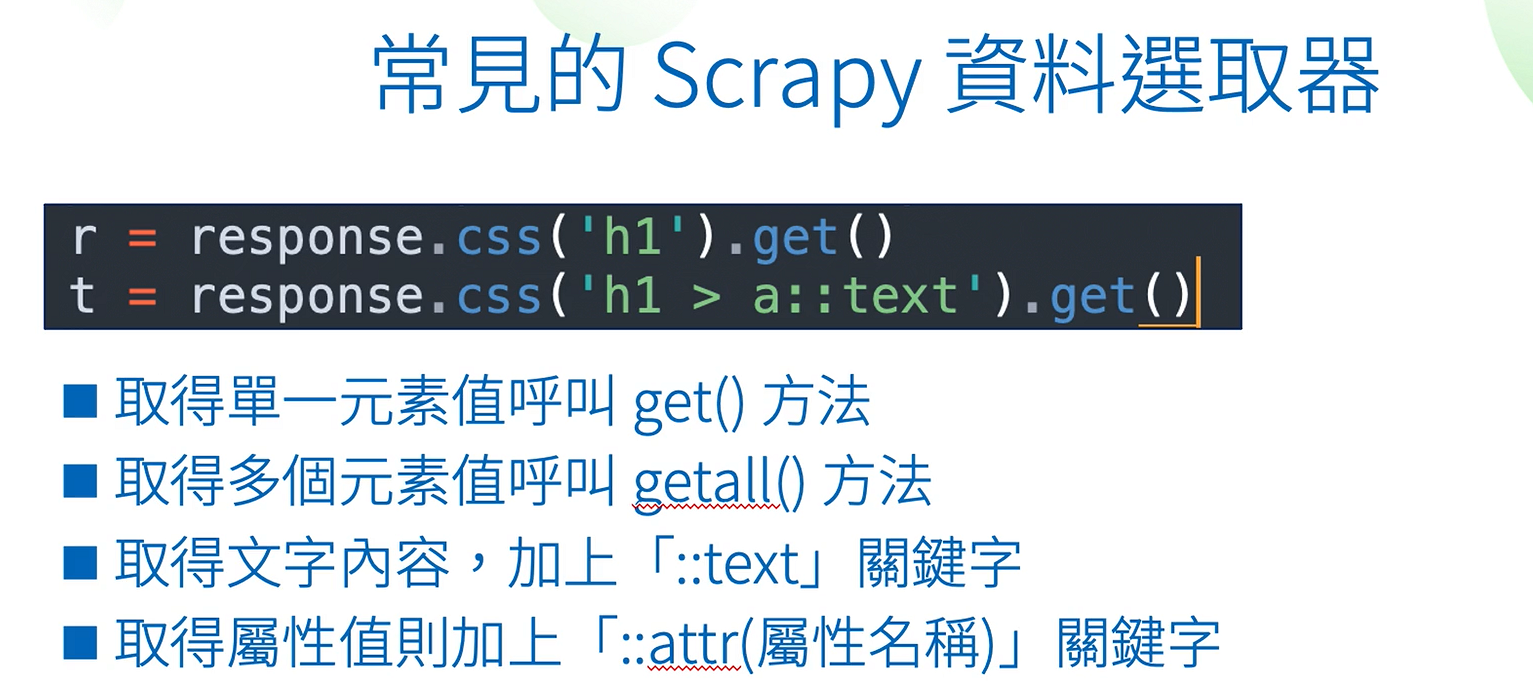 常見的 Scrapy 資料選取器
r = response.css('h1').get()
t = response.css('h1 > a::text').get()
■ 取得單一元素值呼叫 get() 方法
■ 取得多個元素值呼叫 getall() 方法
■ 取得文字內容，加上「::text」關鍵字
■ 取得屬性值則加上「::attr(屬性名稱)」關鍵字